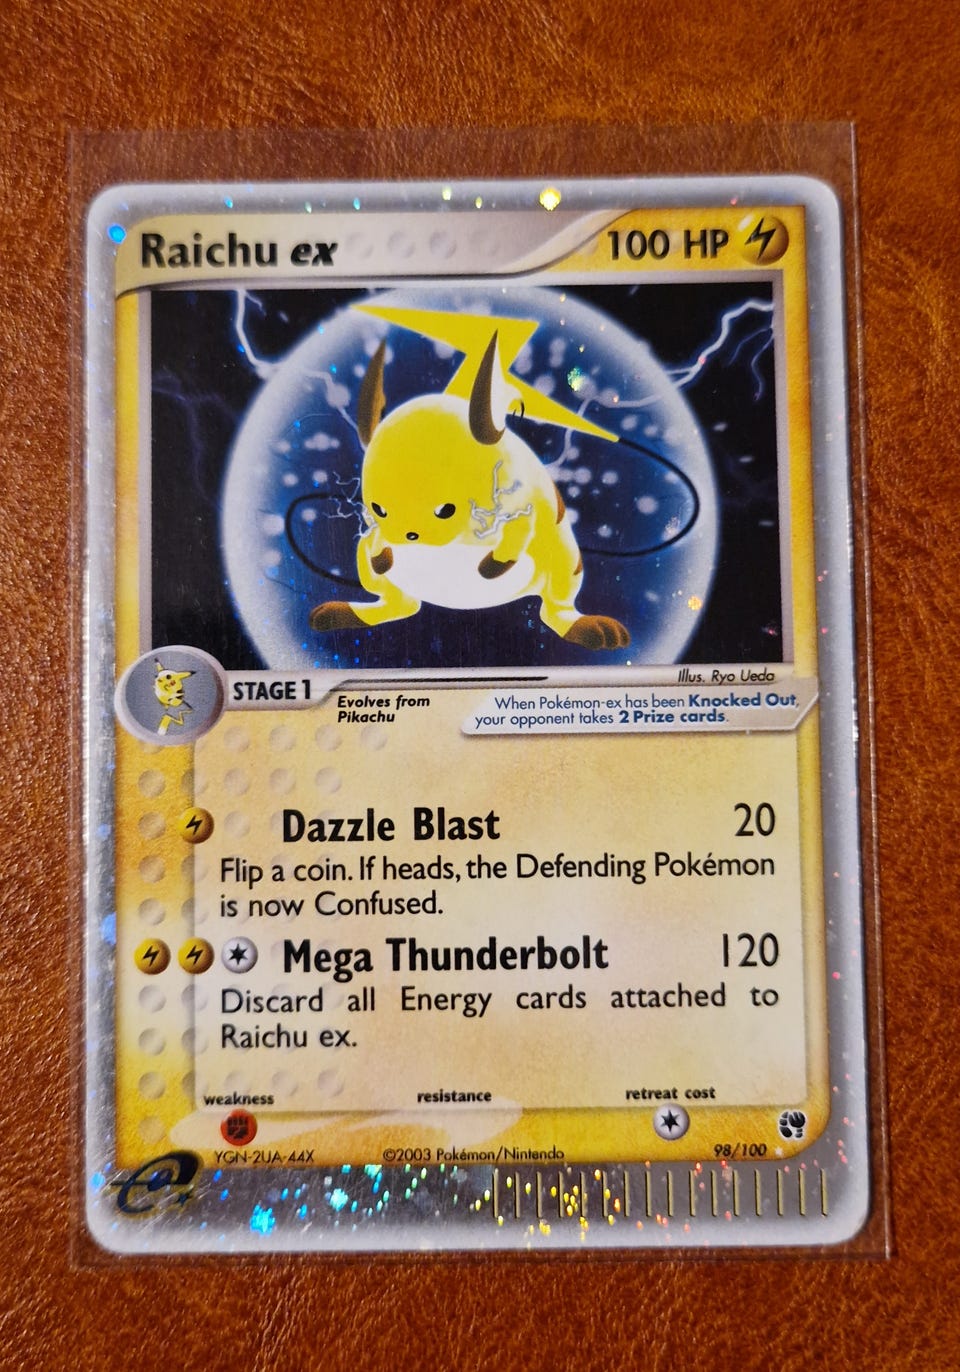 Raichu ex 100 HP
Illus. Ryo Ueda
STAGE 1
Evolves from
Pikachu
When Pokémon-ex has been Knocked Out,
your opponent takes 2 Prize cards.
Dazzle Blast 20
Flip a coin. If heads, the Defending Pokémon
is now Confused.
Mega Thunderbolt 120
Discard all Energy cards attached to
Raichu ex.
weakness resistance retreat cost
YGN-2UA-44X ©2003 Pokémon/Nintendo 98/100
e